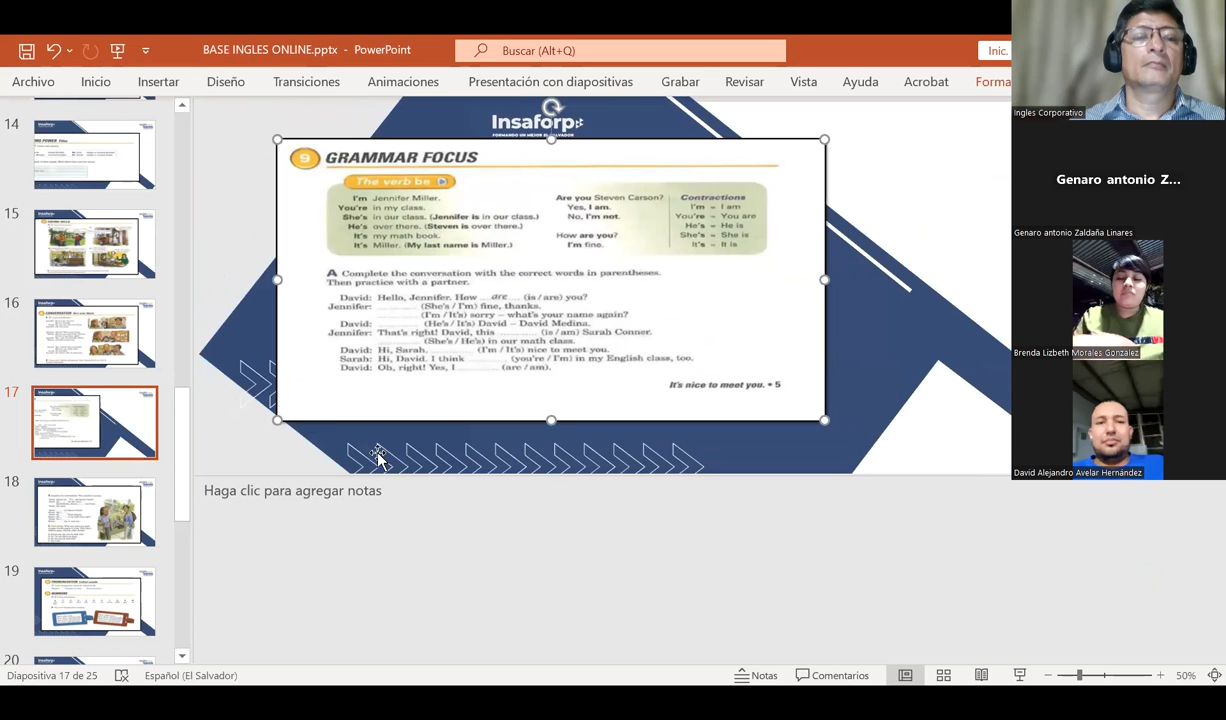 BASE INGLES ONLINE.pptx - PowerPoint
Buscar (Alt+Q)
Inic.
Archivo Inicio Insertar Diseño Transiciones Animaciones Presentación con diapositivas Grabar Revisar Vista Ayuda Acrobat Forma
14
15
16
17
18
19
20
Insaforp
FORMANDO UN MEJOR EL SALVADOR
9 GRAMMAR FOCUS
The verb be
I'm Jennifer Miller.
You're in my class.
She's in our class. (Jennifer is in our class.)
He's over there. (Steven is over there.)
It's my math book.
It's Miller. (My last name is Miller.)
Are you Steven Carson?
Yes, I am.
No, I'm not.
How are you?
I'm fine.
Contractions
I'm = I am
You're = You are
He's = He is
She's = She is
It's = It is
A Complete the conversation with the correct words in parentheses.
Then practice with a partner.
David: Hello, Jennifer. How are (is / are) you?
Jennifer: (She's / I'm) fine, thanks.
(I'm / It's) sorry – what's your name again?
David: (He's / It's) David – David Medina.
Jennifer: That's right! David, this (is / am) Sarah Conner.
(She's / He's) in our math class.
David: Hi, Sarah. (I'm / It's) nice to meet you.
Sarah: Hi, David. I think (you're / I'm) in my English class, too.
David: Oh, right! Yes, I (are / am).
It's nice to meet you. • 5
Haga clic para agregar notas
Diapositiva 17 de 25
Español (El Salvador)
Notas
Comentarios
50%
Ingles Corporativo
Genaro antonio Z...
Genaro antonio Zaldaña Linares
Brenda Lizbeth Morales Gonzalez
David Alejandro Avelar Hernández